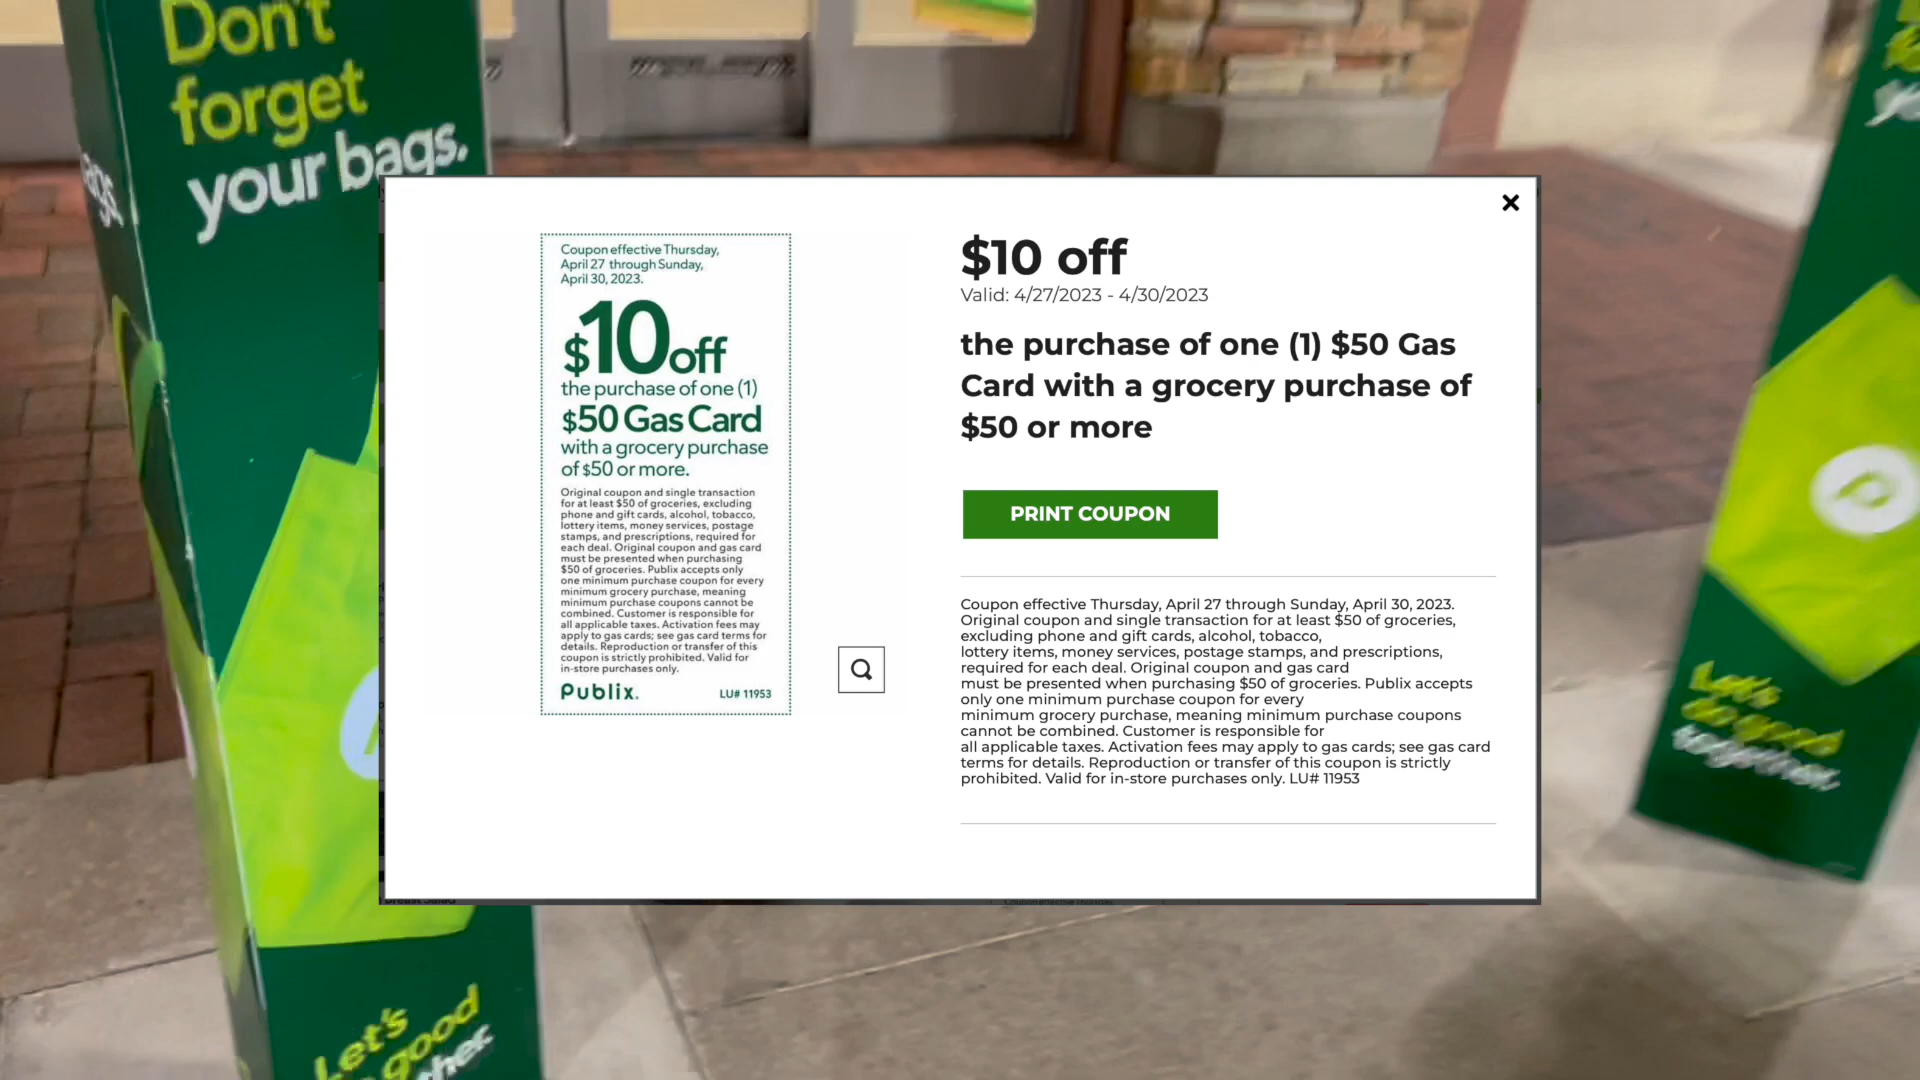 Don't
forget
your bags.
ags.
Let's
good
Coupon effective Thursday,
April 27 through Sunday,
April 30, 2023.
$10 off
the purchase of one (1)
$50 Gas Card
with a grocery purchase
of $50 or more.
Original coupon and single transaction
for at least $50 of groceries, excluding
phone and gift cards, alcohol, tobacco,
lottery items, money services, postage
stamps, and prescriptions, required for
each deal. Original coupon and gas card
must be presented when purchasing
$50 of groceries. Publix accepts only
one minimum purchase coupon for every
minimum grocery purchase, meaning
minimum purchase coupons cannot be
combined. Customer is responsible for
all applicable taxes. Activation fees may
apply to gas cards; see gas card terms for
details. Reproduction or transfer of this
coupon is strictly prohibited. Valid for
in-store purchases only.
Publix. LU# 11953
$10 off
Valid: 4/27/2023 - 4/30/2023
the purchase of one (1) $50 Gas
Card with a grocery purchase of
$50 or more
PRINT COUPON
Coupon effective Thursday, April 27 through Sunday, April 30, 2023.
Original coupon and single transaction for at least $50 of groceries,
excluding phone and gift cards, alcohol, tobacco,
lottery items, money services, postage stamps, and prescriptions,
required for each deal. Original coupon and gas card
must be presented when purchasing $50 of groceries. Publix accepts
only one minimum purchase coupon for every
minimum grocery purchase, meaning minimum purchase coupons
cannot be combined. Customer is responsible for
all applicable taxes. Activation fees may apply to gas cards; see gas card
terms for details. Reproduction or transfer of this coupon is strictly
prohibited. Valid for in-store purchases only. LU# 11953
Let's
do good
together.